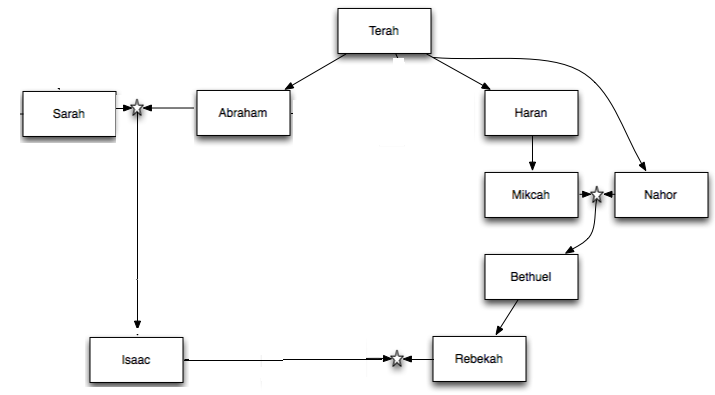 Terah
Sarah
Abraham
Haran
Mikcah
Nahor
Bethuel
Isaac
Rebekah